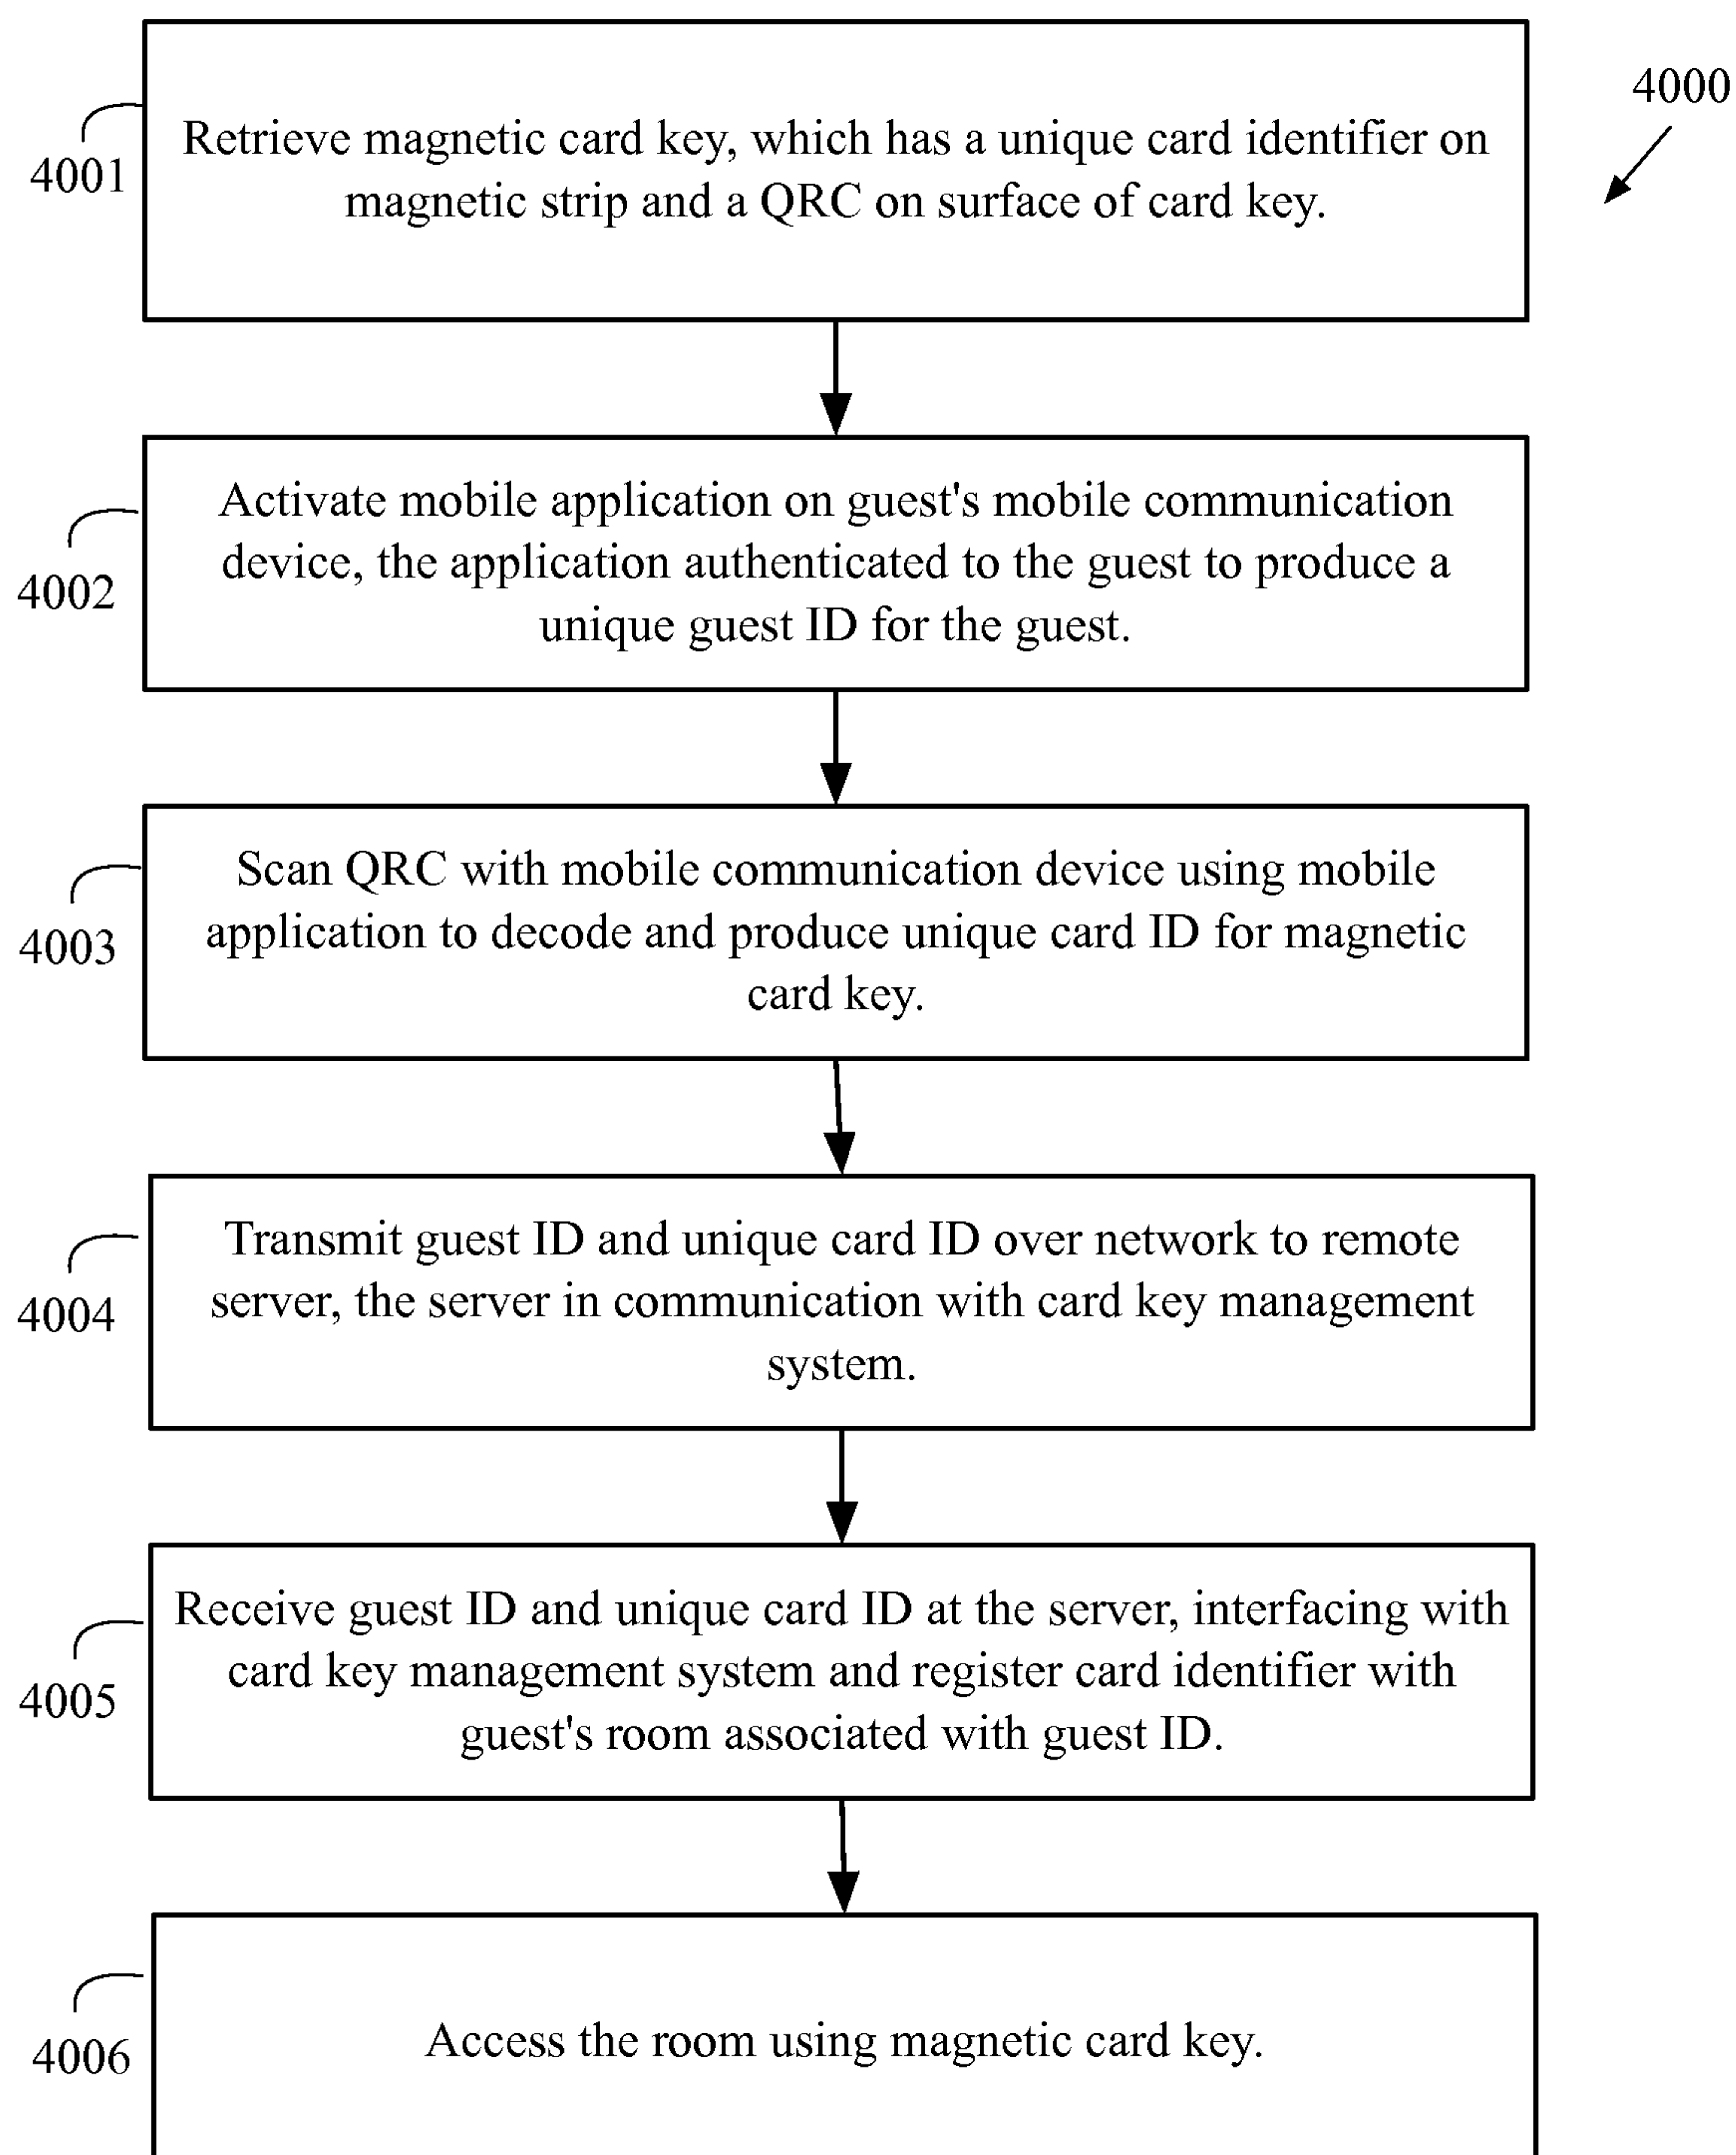 4000
4001
Retrieve magnetic card key, which has a unique card identifier on
magnetic strip and a QRC on surface of card key.
4002
Activate mobile application on guest's mobile communication
device, the application authenticated to the guest to produce a
unique guest ID for the guest.
4003
Scan QRC with mobile communication device using mobile
application to decode and produce unique card ID for magnetic
card key.
4004
Transmit guest ID and unique card ID over network to remote
server, the server in communication with card key management
system.
4005
Receive guest ID and unique card ID at the server, interfacing with
card key management system and register card identifier with
guest's room associated with guest ID.
4006
Access the room using magnetic card key.